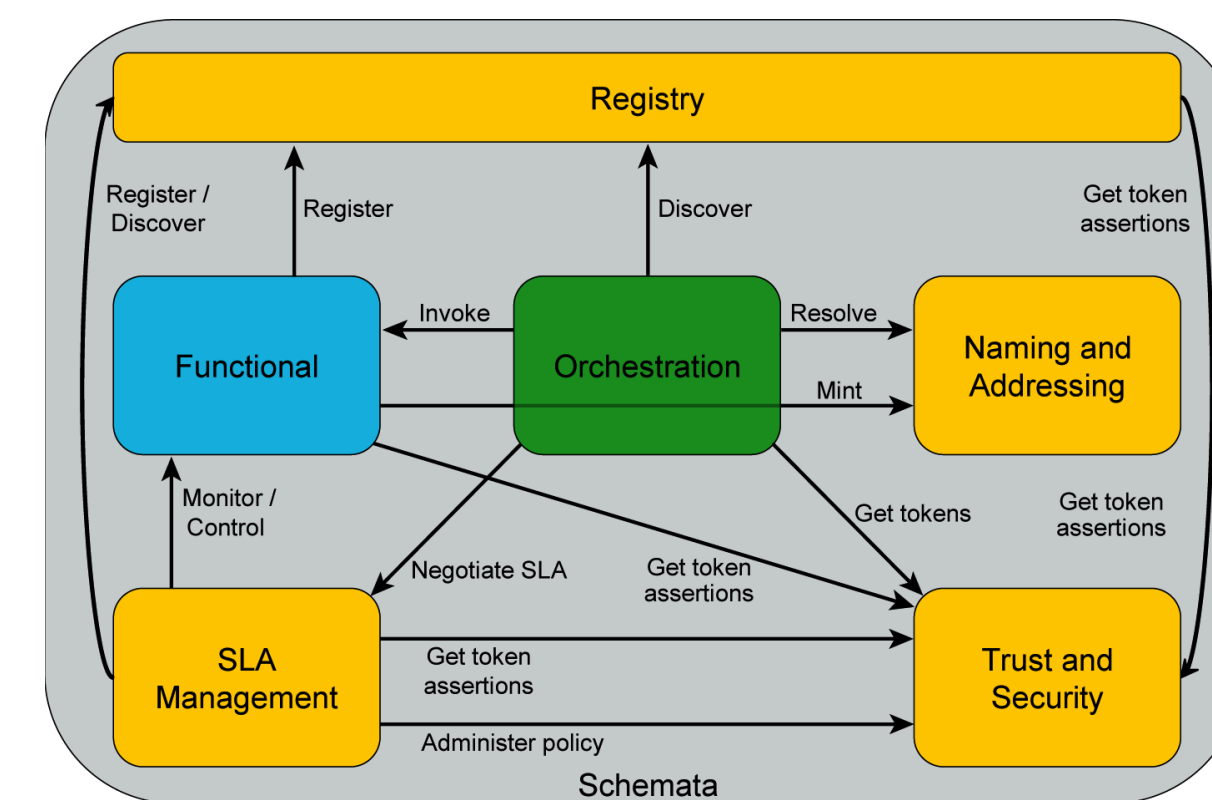 Registry
Register /
Discover
Register
Discover
Get token
assertions
Invoke
Resolve
Functional
Orchestration
Naming and
Addressing
Mint
Monitor /
Control
Get tokens
Get token
assertions
Negotiate SLA
Get token
assertions
SLA
Management
Get token
assertions
Trust and
Security
Administer policy
Schemata